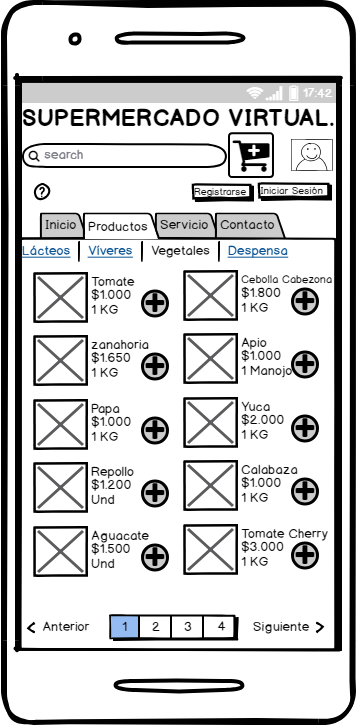 17:42
SUPERMERCADO VIRTUAL.
search
?
Registrarse Iniciar Sesión
Inicio Productos Servicio Contacto
Lácteos Víveres Vegetales Despensa
Tomate
$1.000
1 KG
Cebolla Cabezona
$1.800
1 KG
zanahoria
$1.650
1 KG
Apio
$1.000
1 Manojo
Papa
$1.000
1 KG
Yuca
$2.000
1 KG
Repollo
$1.200
Und
Calabaza
$1.000
1 KG
Aguacate
$1.500
Und
Tomate Cherry
$3.000
1 KG
< Anterior 1 2 3 4 Siguiente >